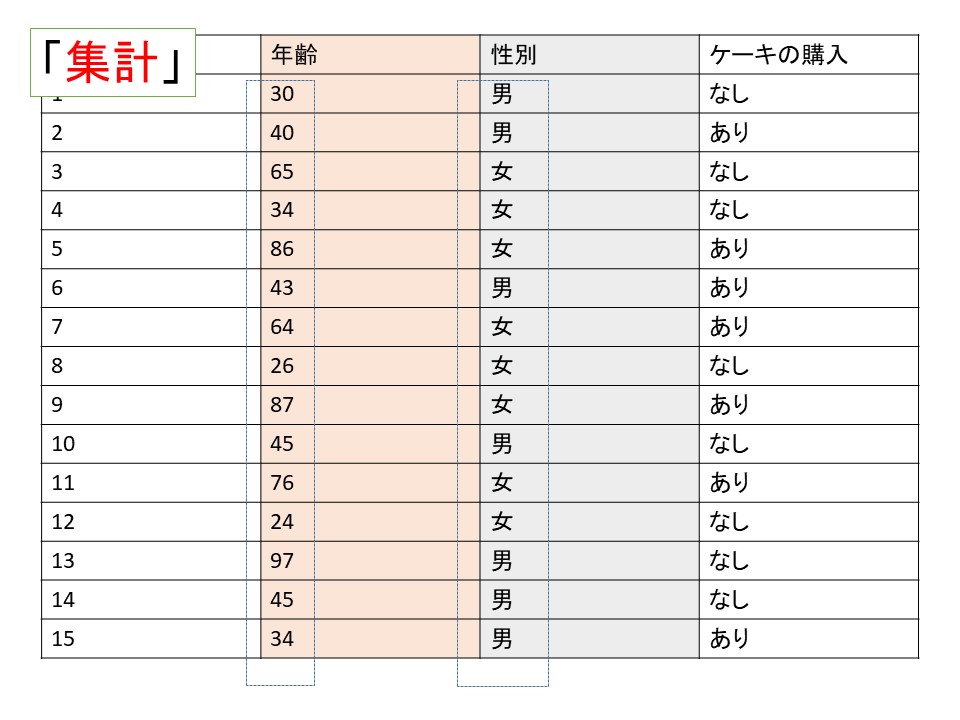 「集計」
年齢 性別 ケーキの購入
1 30 男 なし
2 40 男 あり
3 65 女 なし
4 34 女 なし
5 86 女 あり
6 43 男 あり
7 64 女 あり
8 26 女 なし
9 87 女 あり
10 45 男 なし
11 76 女 あり
12 24 女 なし
13 97 男 なし
14 45 男 なし
15 34 男 あり